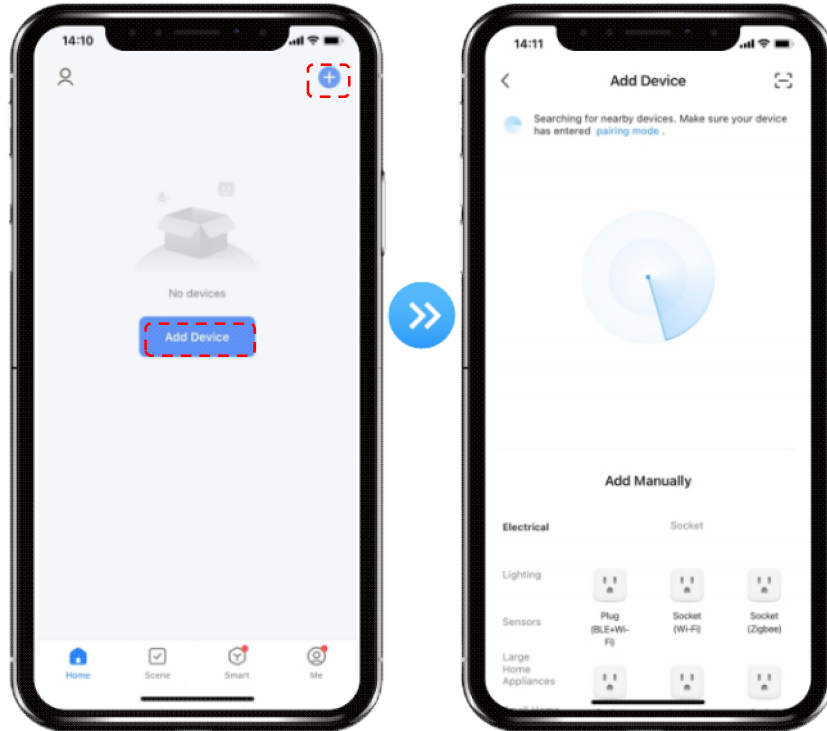 14:10
No devices
Add Device
Home
Scene
Smart
Me
14:11
Add Device
Searching for nearby devices. Make sure your device
has entered pairing mode .
Add Manually
Electrical
Socket
Lighting
Plug
(BLE+Wi-
Fi)
Socket
(Wi-Fi)
Socket
(Zigbee)
Sensors
Large
Home
Appliances